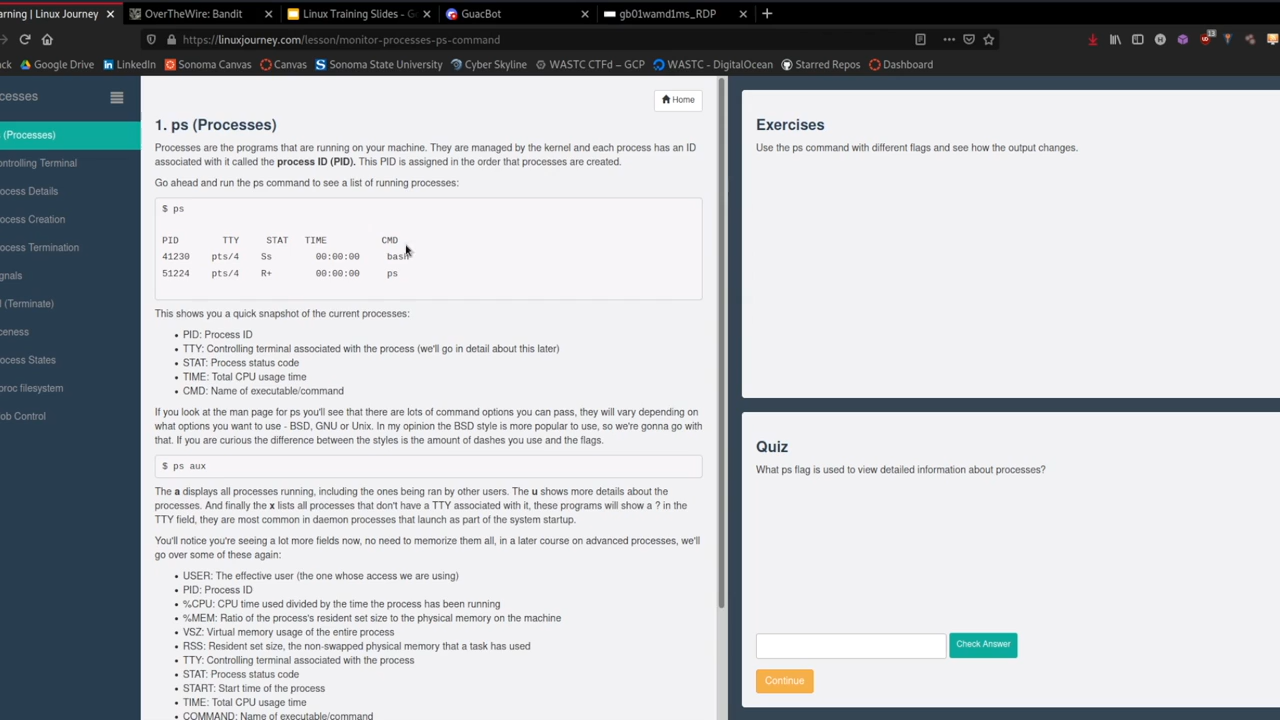 arning | Linux Journey
OverTheWire: Bandit
Linux Training Slides - G
GuacBot
gb01wamd1ms_RDP
https://linuxjourney.com/lesson/monitor-processes-ps-command
13
ck
Google Drive
LinkedIn
Sonoma Canvas
Canvas
Sonoma State University
Cyber Skyline
WASTC CTFd – GCP
WASTC - DigitalOcean
Starred Repos
Dashboard
cesses
(Processes)
ontrolling Terminal
ocess Details
ocess Creation
ocess Termination
gnals
l (Terminate)
ceness
ocess States
proc filesystem
ob Control
Home
1. ps (Processes)
Processes are the programs that are running on your machine. They are managed by the kernel and each process has an ID
associated with it called the process ID (PID). This PID is assigned in the order that processes are created.
Go ahead and run the ps command to see a list of running processes:
$ ps
PID TTY STAT TIME CMD
41230 pts/4 Ss 00:00:00 bash
51224 pts/4 R+ 00:00:00 ps
This shows you a quick snapshot of the current processes:
• PID: Process ID
• TTY: Controlling terminal associated with the process (we'll go in detail about this later)
• STAT: Process status code
• TIME: Total CPU usage time
• CMD: Name of executable/command
If you look at the man page for ps you'll see that there are lots of command options you can pass, they will vary depending on
what options you want to use - BSD, GNU or Unix. In my opinion the BSD style is more popular to use, so we're gonna go with
that. If you are curious the difference between the styles is the amount of dashes you use and the flags.
$ ps aux
The a displays all processes running, including the ones being ran by other users. The u shows more details about the
processes. And finally the x lists all processes that don't have a TTY associated with it, these programs will show a ? in the
TTY field, they are most common in daemon processes that launch as part of the system startup.
You'll notice you're seeing a lot more fields now, no need to memorize them all, in a later course on advanced processes, we'll
go over some of these again:
• USER: The effective user (the one whose access we are using)
• PID: Process ID
• %CPU: CPU time used divided by the time the process has been running
• %MEM: Ratio of the process's resident set size to the physical memory on the machine
• VSZ: Virtual memory usage of the entire process
• RSS: Resident set size, the non-swapped physical memory that a task has used
• TTY: Controlling terminal associated with the process
• STAT: Process status code
• START: Start time of the process
• TIME: Total CPU usage time
• COMMAND: Name of executable/command
Exercises
Use the ps command with different flags and see how the output changes.
Quiz
What ps flag is used to view detailed information about processes?
Check Answer
Continue